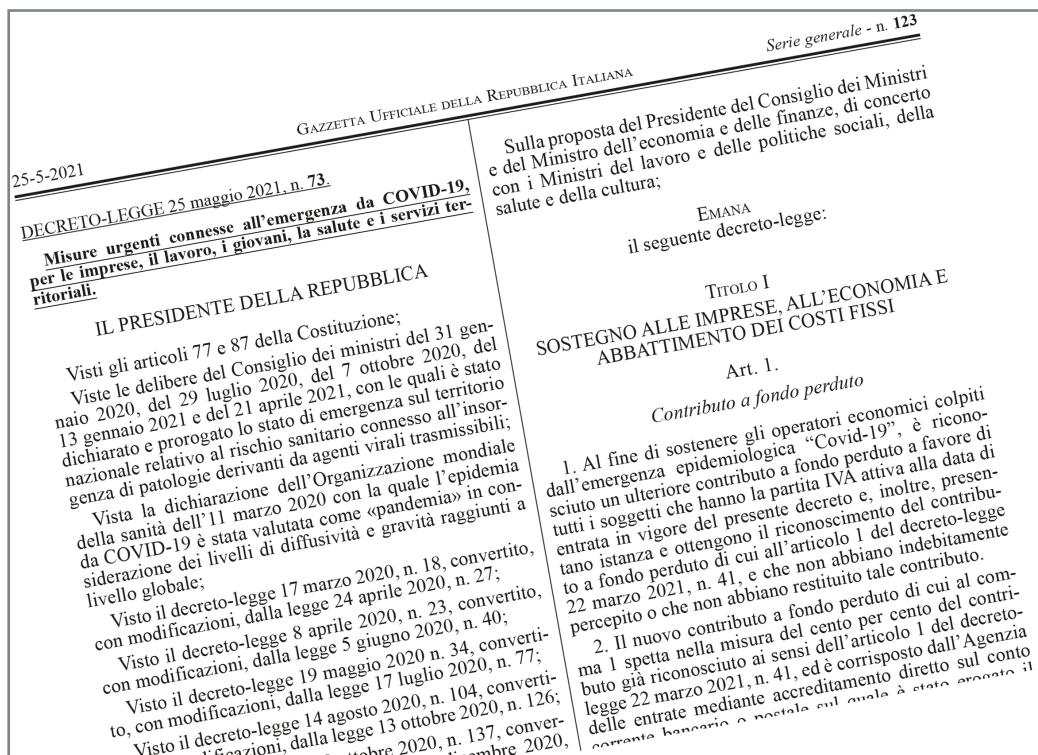 25-5-2021
GAZZETTA UFFICIALE DELLA REPUBBLICA ITALIANA
Serie generale - n. 123
DECRETO-LEGGE 25 maggio 2021, n. 73.
Misure urgenti connesse all'emergenza da COVID-19,
per le imprese, il lavoro, i giovani, la salute e i servizi ter-
ritoriali.
IL PRESIDENTE DELLA REPUBBLICA
Visti gli articoli 77 e 87 della Costituzione;
Viste le delibere del Consiglio dei ministri del 31 gen-
naio 2020, del 29 luglio 2020, del 7 ottobre 2020, del
13 gennaio 2021 e del 21 aprile 2021, con le quali è stato
dichiarato e prorogato lo stato di emergenza sul territorio
nazionale relativo al rischio sanitario connesso all'insor-
genza di patologie derivanti da agenti virali trasmissibili;
Vista la dichiarazione dell'Organizzazione mondiale
della sanità dell'11 marzo 2020 con la quale l'epidemia
da COVID-19 è stata valutata come «pandemia» in con-
siderazione dei livelli di diffusività e gravità raggiunti a
livello globale;
Visto il decreto-legge 17 marzo 2020, n. 18, convertito,
con modificazioni, dalla legge 24 aprile 2020, n. 27;
Visto il decreto-legge 8 aprile 2020, n. 23, convertito,
con modificazioni, dalla legge 5 giugno 2020, n. 40;
Visto il decreto-legge 19 maggio 2020 n. 34, converti-
to, con modificazioni, dalla legge 17 luglio 2020, n. 77;
Visto il decreto-legge 14 agosto 2020, n. 104, converti-
dalla legge 13 ottobre 2020, n. 126;
2020, n. 137, conver-
2020,
Sulla proposta del Presidente del Consiglio dei Ministri
e del Ministro dell'economia e delle finanze, di concerto
con i Ministri del lavoro e delle politiche sociali, della
salute e della cultura;
EMANA
il seguente decreto-legge:
TITOLO I
SOSTEGNO ALLE IMPRESE, ALL'ECONOMIA E
ABBATTIMENTO DEI COSTI FISSI
Art. 1.
Contributo a fondo perduto
1. Al fine di sostenere gli operatori economici colpiti
dall'emergenza epidemiologica "Covid-19", è ricono-
sciuto un ulteriore contributo a fondo perduto a favore di
tutti i soggetti che hanno la partita IVA attiva alla data di
entrata in vigore del presente decreto e, inoltre, presen-
tano istanza e ottengono il riconoscimento del contribu-
to a fondo perduto di cui all'articolo 1 del decreto-legge
22 marzo 2021, n. 41, e che non abbiano indebitamente
percepito o che non abbiano restituito tale contributo.
2. Il nuovo contributo a fondo perduto di cui al com-
ma 1 spetta nella misura del cento per cento del contri-
buto già riconosciuto ai sensi dell'articolo 1 del decreto-
legge 22 marzo 2021, n. 41, ed è corrisposto dall'Agenzia
delle entrate mediante accreditamento diretto sul conto
corrente bancario o postale sul quale è stato erogato il